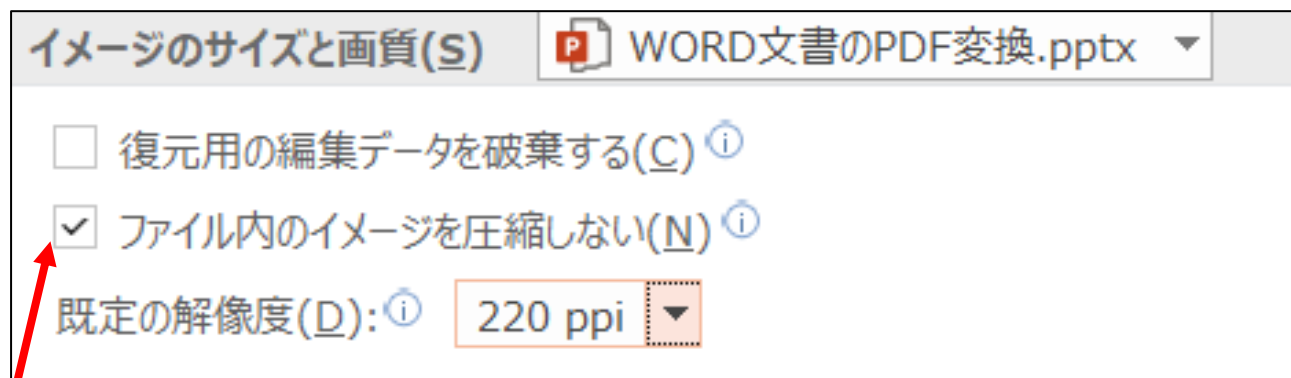 イメージのサイズと画質(S) WORD文書のPDF変換.pptx
復元用の編集データを破棄する(C)
ファイル内のイメージを圧縮しない(N)
既定の解像度(D): 220 ppi